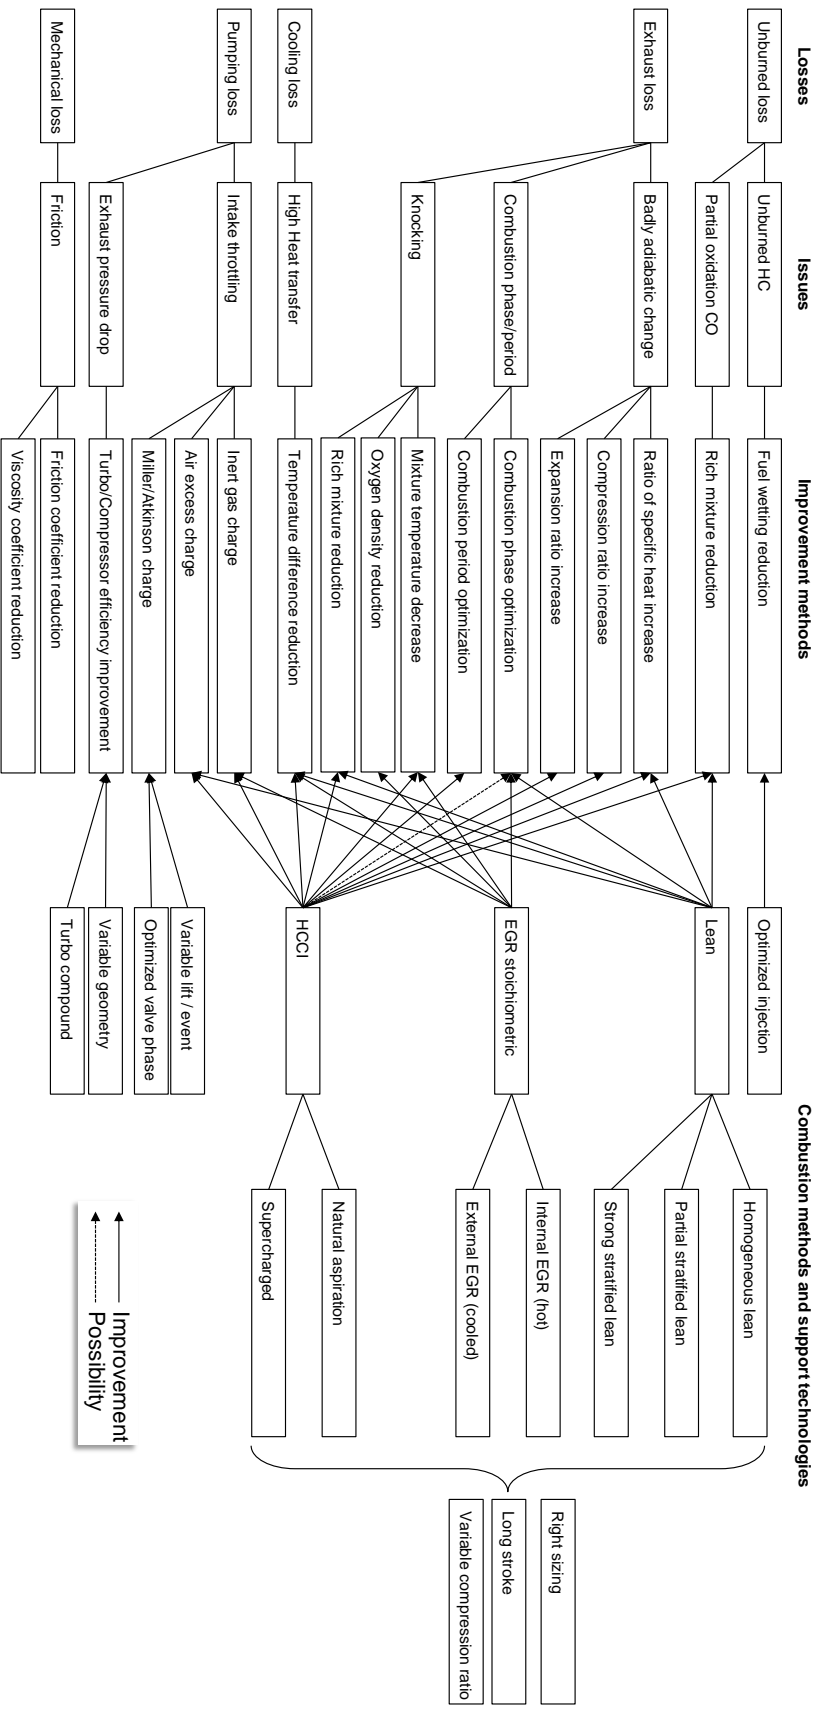 Losses
Issues
Improvement methods
Combustion methods and support technologies
Unburned loss
Exhaust loss
Cooling loss
Pumping loss
Mechanical loss
Unburned HC
Partial oxidation CO
Badly adiabatic change
Combustion phase/period
Knocking
High Heat transfer
Intake throttling
Exhaust pressure drop
Friction
Fuel wetting reduction
Rich mixture reduction
Ratio of specific heat increase
Compression ratio increase
Expansion ratio increase
Combustion phase optimization
Combustion period optimization
Mixture temperature decrease
Oxygen density reduction
Rich mixture reduction
Temperature difference reduction
Inert gas charge
Air excess charge
Miller/Atkinson charge
Turbo/Compressor efficiency improvement
Friction coefficient reduction
Viscosity coefficient reduction
Optimized injection
Lean
EGR stoichiometric
HCCI
Variable lift / event
Optimized valve phase
Variable geometry
Turbo compound
Homogeneous lean
Partial stratified lean
Strong stratified lean
Internal EGR (hot)
External EGR (cooled)
Natural aspiration
Supercharged
Right sizing
Long stroke
Variable compression ratio
Improvement
Possibility